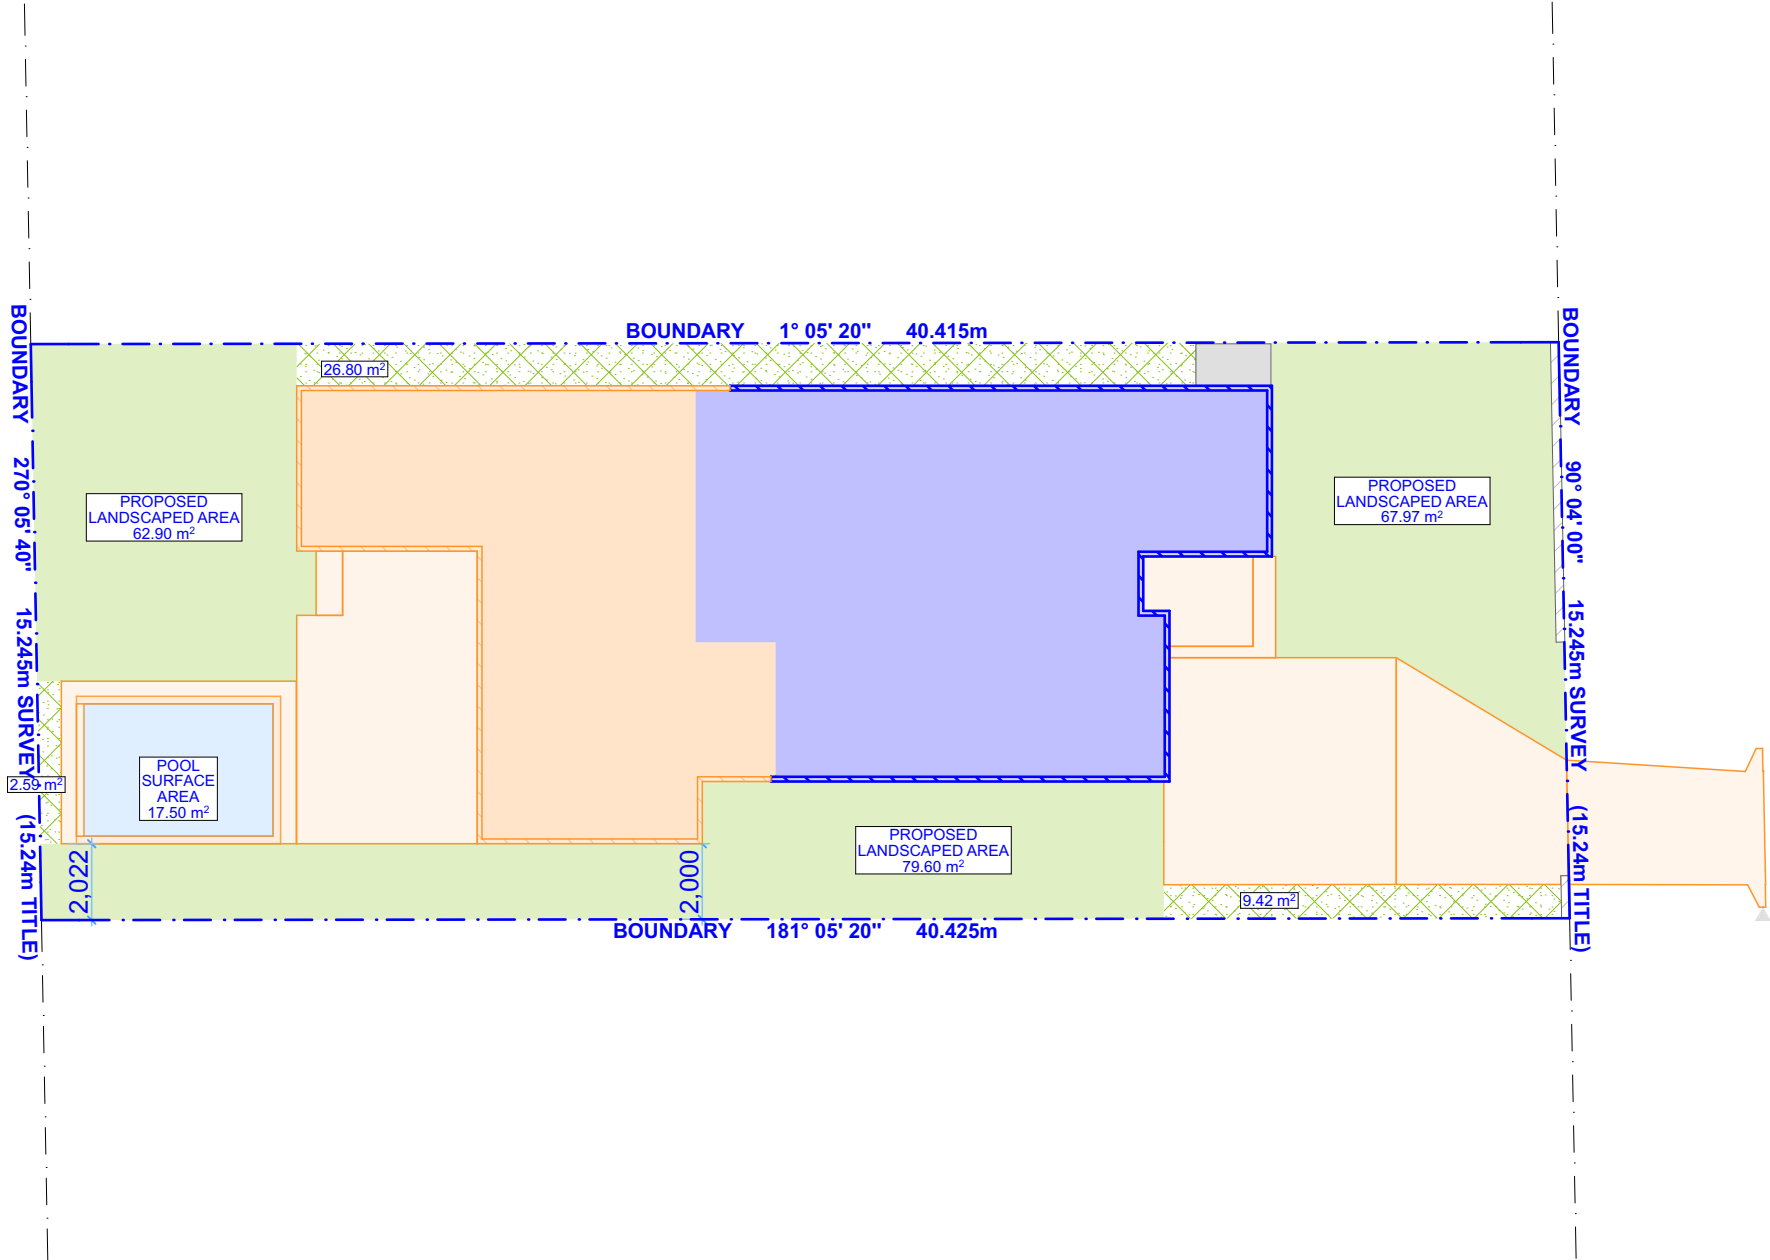 BOUNDARY 1° 05' 20" 40.415m
BOUNDARY 270° 05' 40" 15.245m SURVEY (15.24m TITLE)
BOUNDARY 90° 04' 00" 15.245m SURVEY (15.24m TITLE)
26.80 m²
PROPOSED
LANDSCAPED AREA
62.90 m²
PROPOSED
LANDSCAPED AREA
67.97 m²
2.59 m²
POOL
SURFACE
AREA
17.50 m²
PROPOSED
LANDSCAPED AREA
79.60 m²
2,022
2,000
9.42 m²
BOUNDARY 181° 05' 20" 40.425m